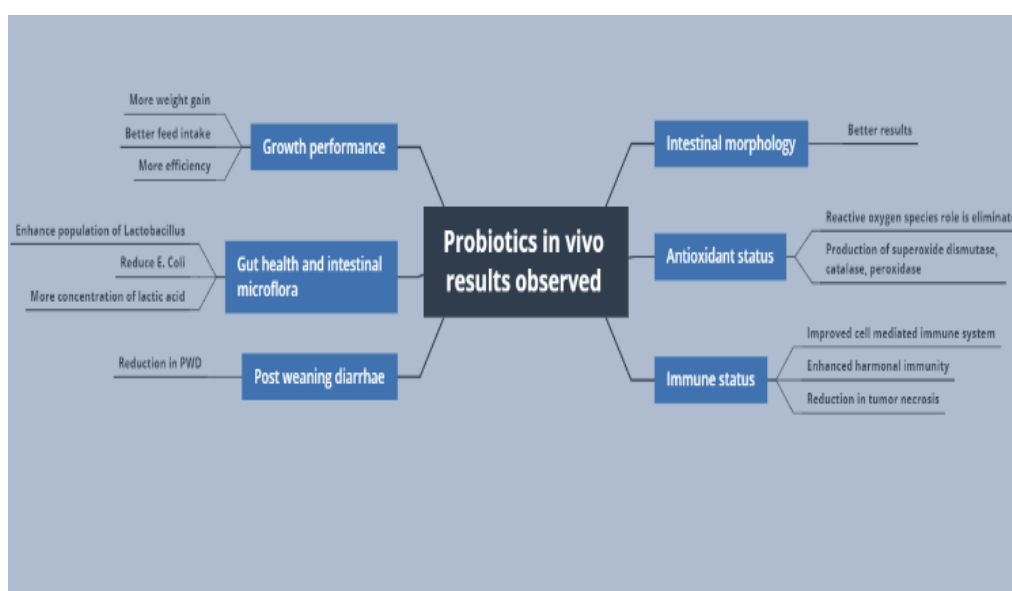 Probiotics in vivo
results observed
Growth performance
More weight gain
Better feed intake
More efficiency
Gut health and intestinal
microflora
Enhance population of Lactobacillus
Reduce E. Coli
More concentration of lactic acid
Post weaning diarrhae
Reduction in PWD
Intestinal morphology
Better results
Antioxidant status
Reactive oxygen species role is eliminat
Production of superoxide dismutase,
catalase, peroxidase
Immune status
Improved cell mediated immune system
Enhanced harmonal immunity
Reduction in tumor necrosis